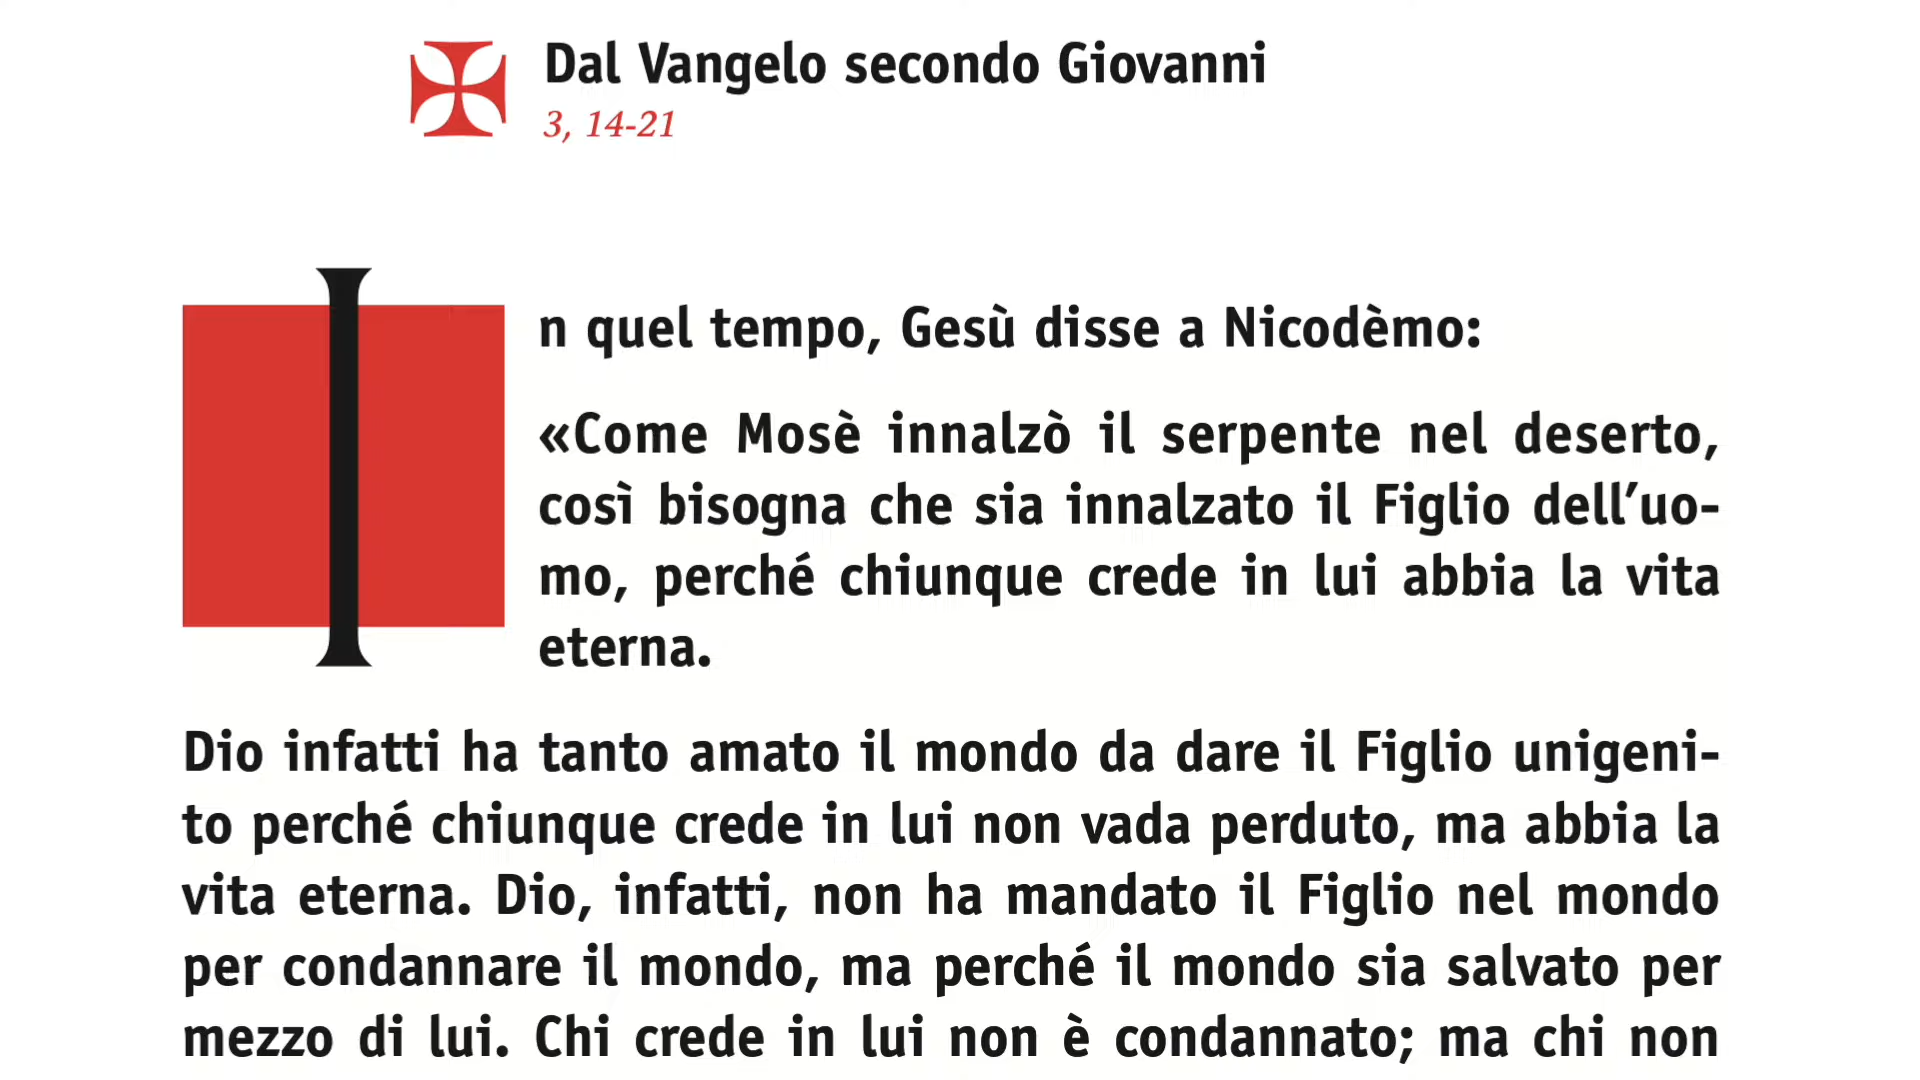 Dal Vangelo secondo Giovanni
3, 14-21
In quel tempo, Gesù disse a Nicodèmo:
«Come Mosè innalzò il serpente nel deserto,
così bisogna che sia innalzato il Figlio dell’uo-
mo, perché chiunque crede in lui abbia la vita
eterna.
Dio infatti ha tanto amato il mondo da dare il Figlio unigeni-
to perché chiunque crede in lui non vada perduto, ma abbia la
vita eterna. Dio, infatti, non ha mandato il Figlio nel mondo
per condannare il mondo, ma perché il mondo sia salvato per
mezzo di lui. Chi crede in lui non è condannato; ma chi non